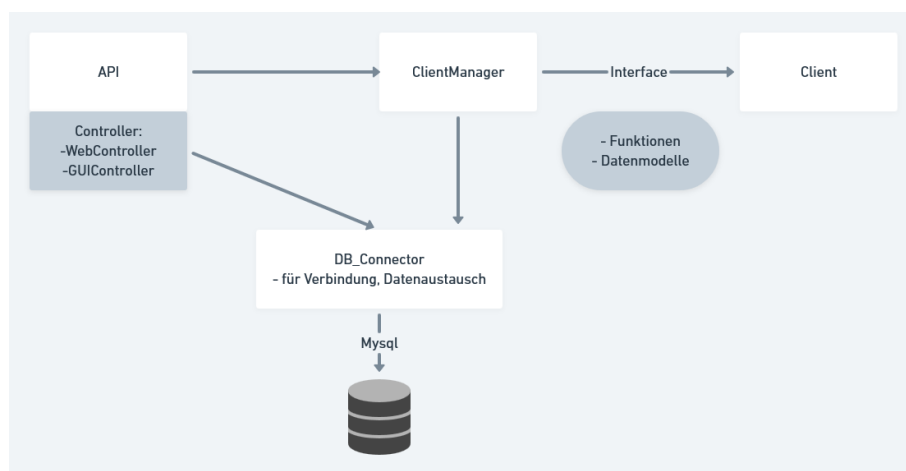 API
ClientManager
Interface
Client
Controller:
-WebController
-GUIController
- Funktionen
- Datenmodelle
DB_Connector
- für Verbindung, Datenaustausch
Mysql